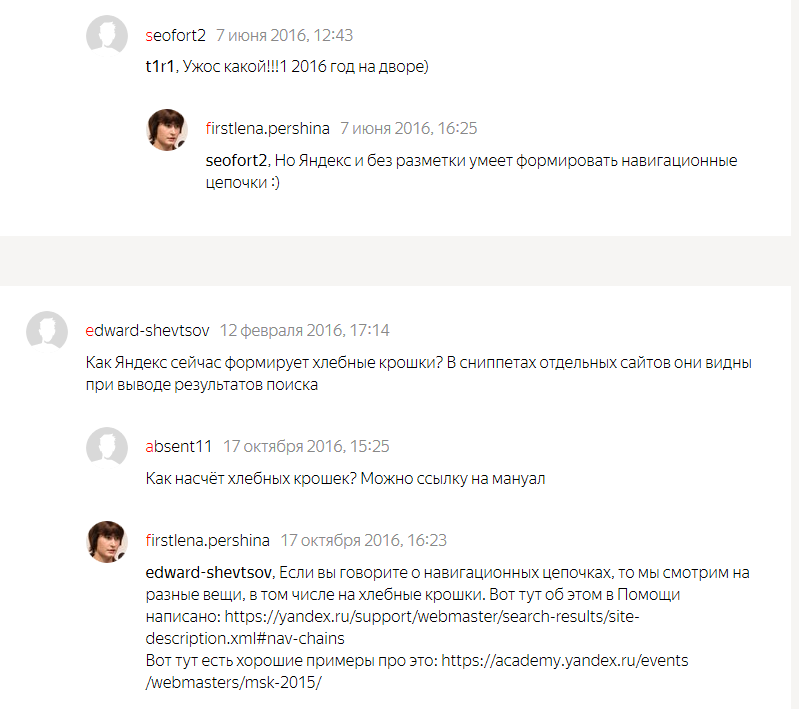 seofort2 7 июня 2016, 12:43
t1r1, Ужос какой!!!1 2016 год на дворе)
firstlena.pershina 7 июня 2016, 16:25
seofort2, Но Яндекс и без разметки умеет формировать навигационные
цепочки :)
edward-shevtsov 12 февраля 2016, 17:14
Как Яндекс сейчас формирует хлебные крошки? В сниппетах отдельных сайтов они видны
при выводе результатов поиска
absent11 17 октября 2016, 15:25
Как насчёт хлебных крошек? Можно ссылку на мануал
firstlena.pershina 17 октября 2016, 16:23
edward-shevtsov, Если вы говорите о навигационных цепочках, то мы смотрим на
разные вещи, в том числе на хлебные крошки. Вот тут об этом в Помощи
написано: https://yandex.ru/support/webmaster/search-results/site-
description.xml#nav-chains
Вот тут есть хорошие примеры про это: https://academy.yandex.ru/events
/webmasters/msk-2015/